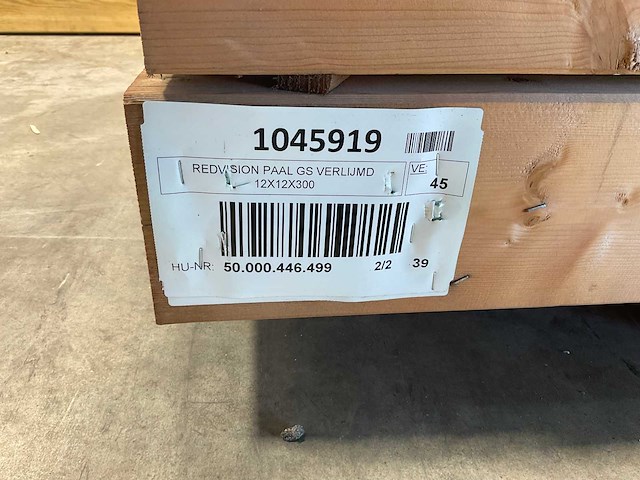 1045919
REDVISION PAAL GS VERLIJMD
12X12X300
VE:
45
HU-NR: 50.000.446.499 2/2 39